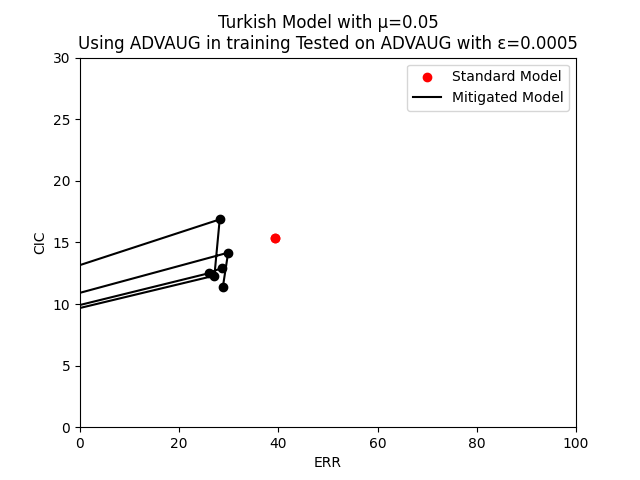 Turkish Model with μ=0.05
Using ADVAUG in training Tested on ADVAUG with ε=0.0005
Standard Model
Mitigated Model
30
25
20
15
10
5
0
CIC
0 20 40 60 80 100
ERR